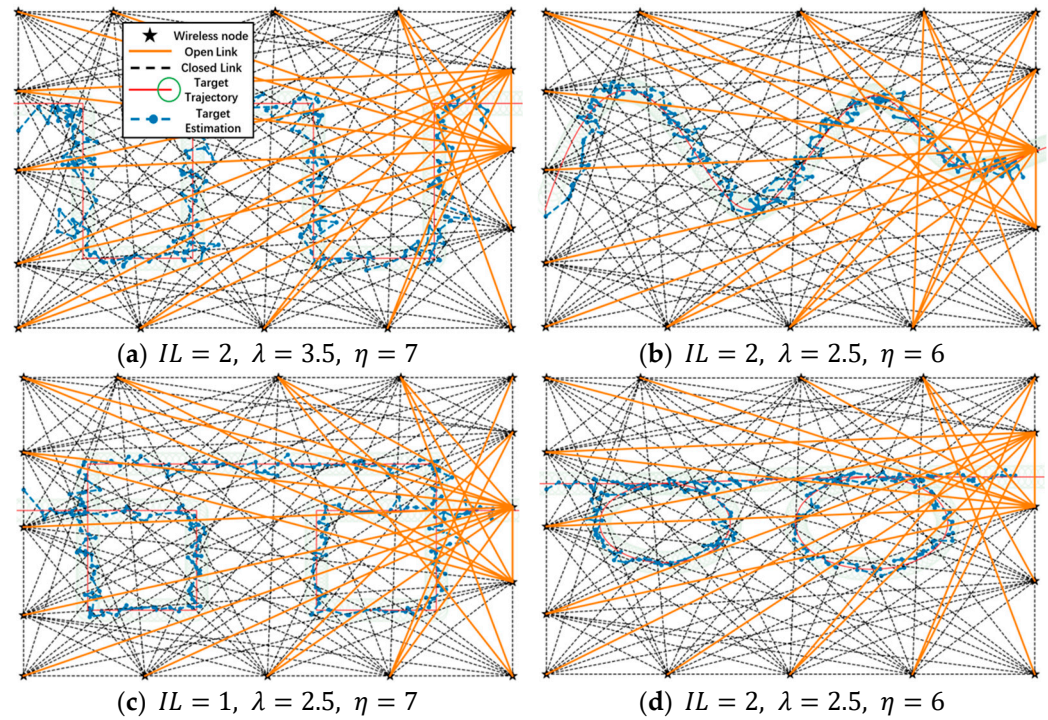 Wireless node
Open Link
Closed Link
Target
Trajectory
Target
Estimation
(a) IL = 2, λ = 3.5, η = 7
(b) IL = 2, λ = 2.5, η = 6
(c) IL = 1, λ = 2.5, η = 7
(d) IL = 2, λ = 2.5, η = 6